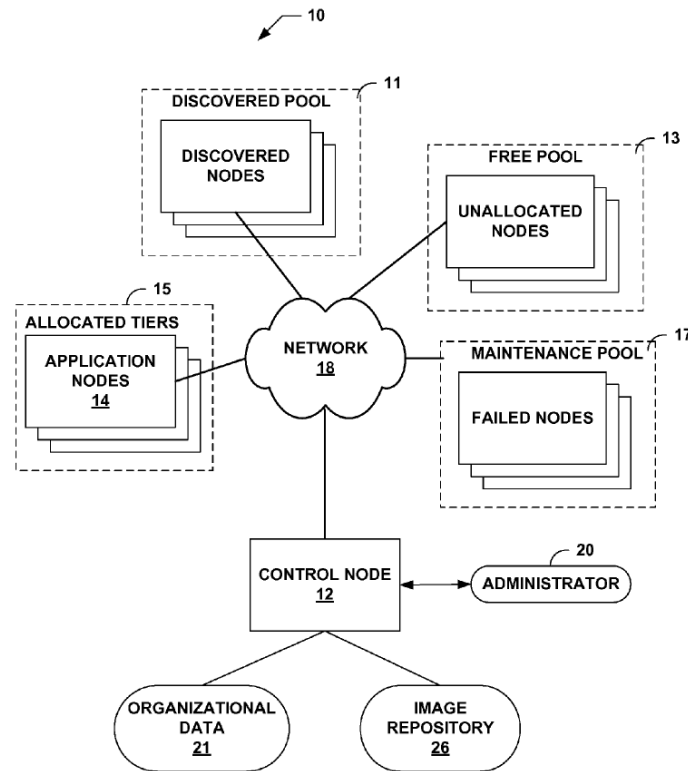 10
11
DISCOVERED POOL
DISCOVERED
NODES
13
FREE POOL
UNALLOCATED
NODES
15
ALLOCATED TIERS
APPLICATION
NODES
14
NETWORK
18
17
MAINTENANCE POOL
FAILED NODES
CONTROL NODE
12
20
ADMINISTRATOR
ORGANIZATIONAL
DATA
21
IMAGE
REPOSITORY
26